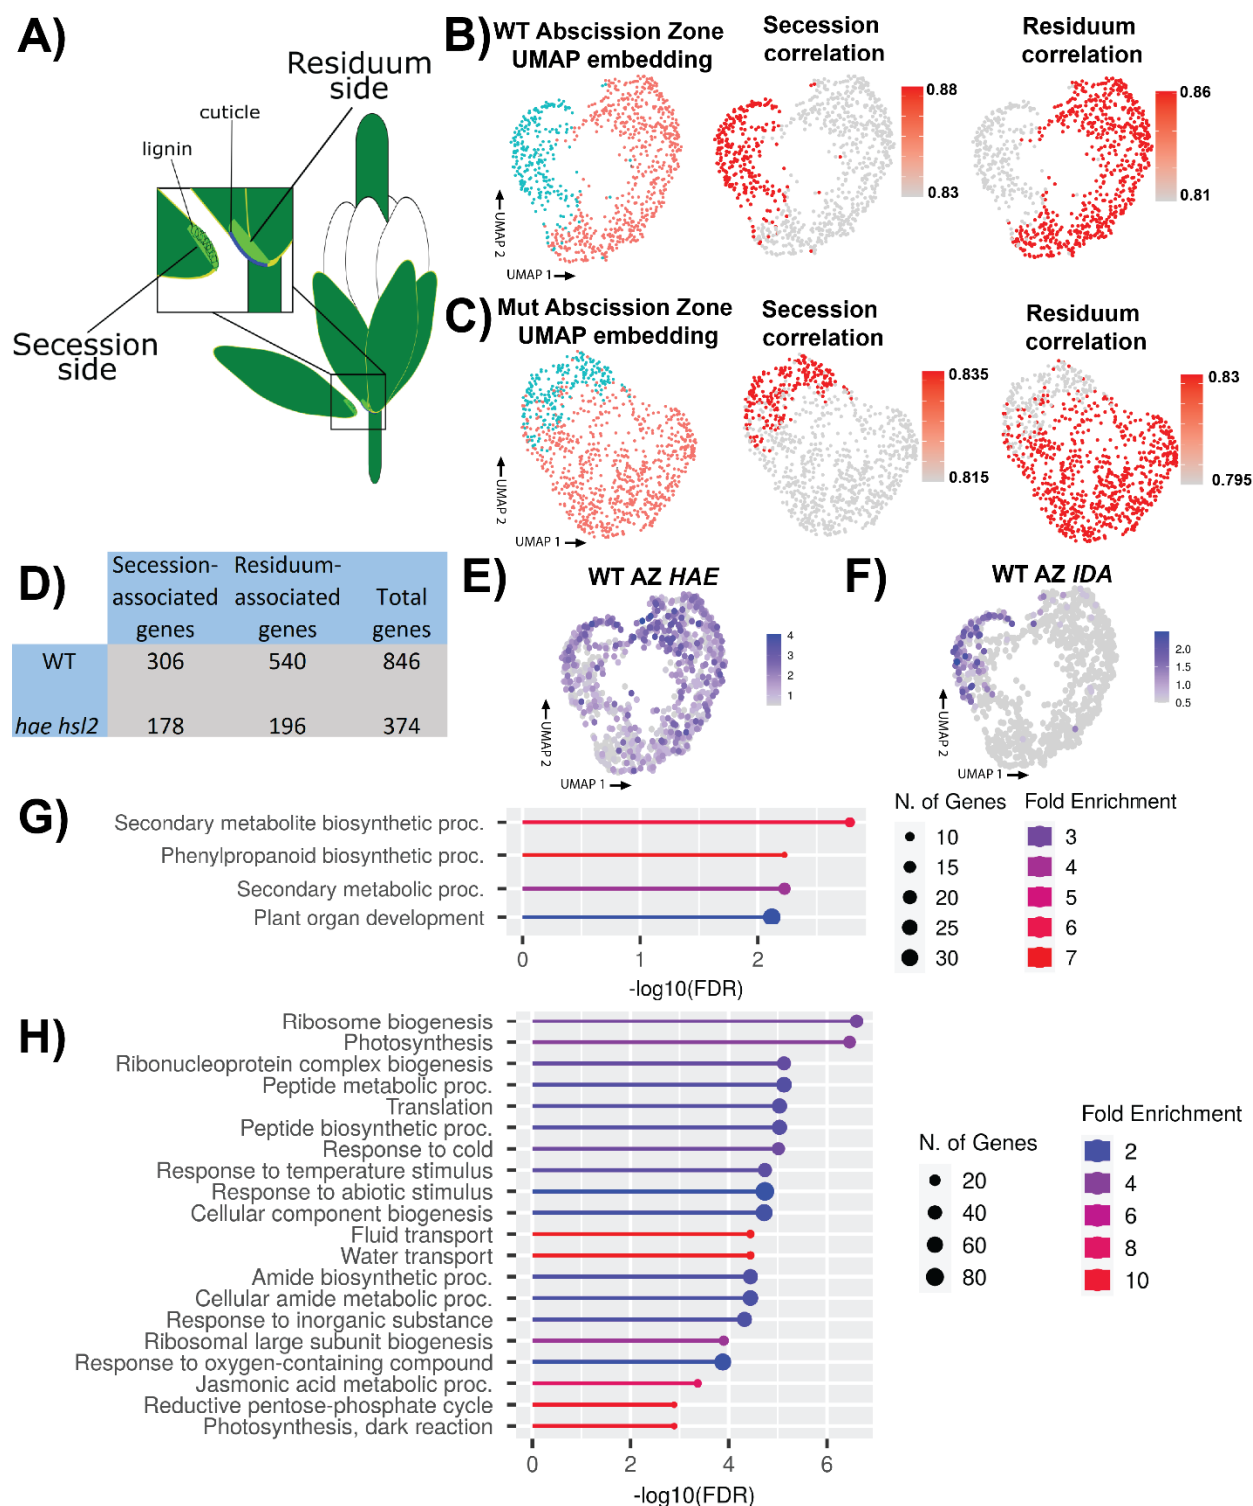 A)
Residuum
side
cuticle
lignin
Secession
side
B)
WT Abscission Zone
UMAP embedding
Secession
correlation
Residuum
correlation
0.88
0.83
0.86
0.81
UMAP 2
UMAP 1
C)
Mut Abscission Zone
UMAP embedding
Secession
correlation
Residuum
correlation
0.835
0.815
0.83
0.795
UMAP 2
UMAP 1
D)
Secession-
associated
genes
Residuum-
associated
genes
Total
genes
WT 306 540 846
hae hsl2 178 196 374
E)
WT AZ HAE
4
3
2
1
UMAP 2
UMAP 1
F)
WT AZ IDA
2.0
1.5
1.0
0.5
UMAP 2
UMAP 1
G)
Secondary metabolite biosynthetic proc.
Phenylpropanoid biosynthetic proc.
Secondary metabolic proc.
Plant organ development
0 1 2
-log10(FDR)
N. of Genes
10
15
20
25
30
Fold Enrichment
3
4
5
6
7
H)
Ribosome biogenesis
Photosynthesis
Ribonucleoprotein complex biogenesis
Peptide metabolic proc.
Translation
Peptide biosynthetic proc.
Response to cold
Response to temperature stimulus
Response to abiotic stimulus
Cellular component biogenesis
Fluid transport
Water transport
Amide biosynthetic proc.
Cellular amide metabolic proc.
Response to inorganic substance
Ribosomal large subunit biogenesis
Response to oxygen-containing compound
Jasmonic acid metabolic proc.
Reductive pentose-phosphate cycle
Photosynthesis, dark reaction
0 2 4 6
-log10(FDR)
N. of Genes
20
40
60
80
Fold Enrichment
2
4
6
8
10